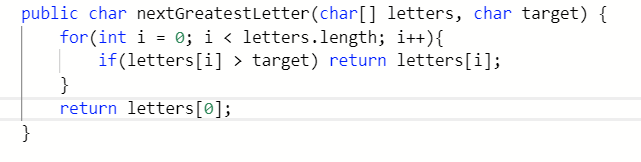 public char nextGreatestLetter(char[] letters, char target) {
    for(int i = 0; i < letters.length; i++){
        if(letters[i] > target) return letters[i];
    }
    return letters[0];
}